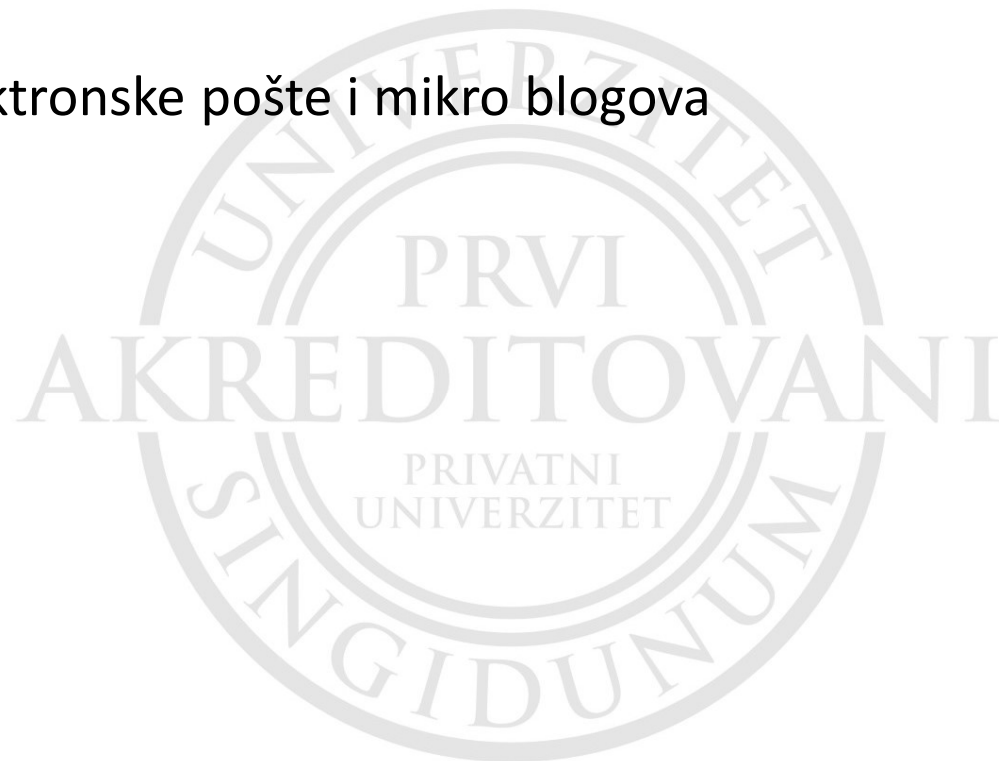 ktronske pošte i mikro blogova
UNIVERZITET
PRVI
AKREDITOVANI
PRIVATNI
UNIVERZITET
SINGIDUNUM